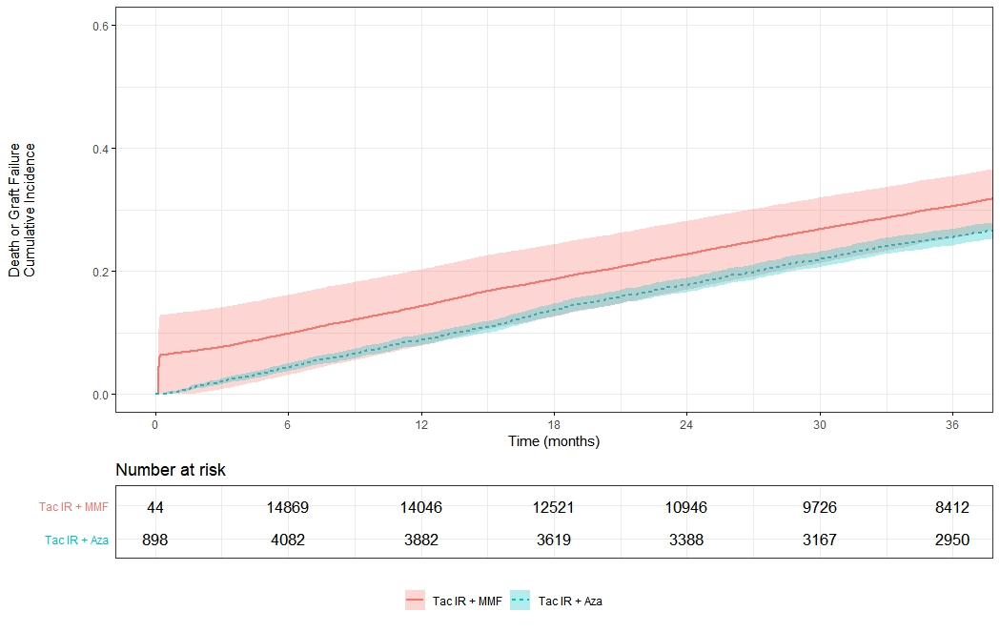 Death or Graft Failure
Cumulative Incidence
0.6
0.4
0.2
0.0
0 6 12 18 24 30 36
Time (months)
Number at risk
Tac IR + MMF 44 14869 14046 12521 10946 9726 8412
Tac IR + Aza 898 4082 3882 3619 3388 3167 2950
Tac IR + MMF Tac IR + Aza